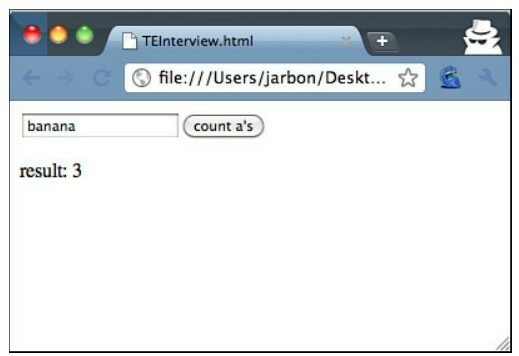 TEInterview.html
file:///Users/jarbon/Deskt...
banana count a's
result: 3